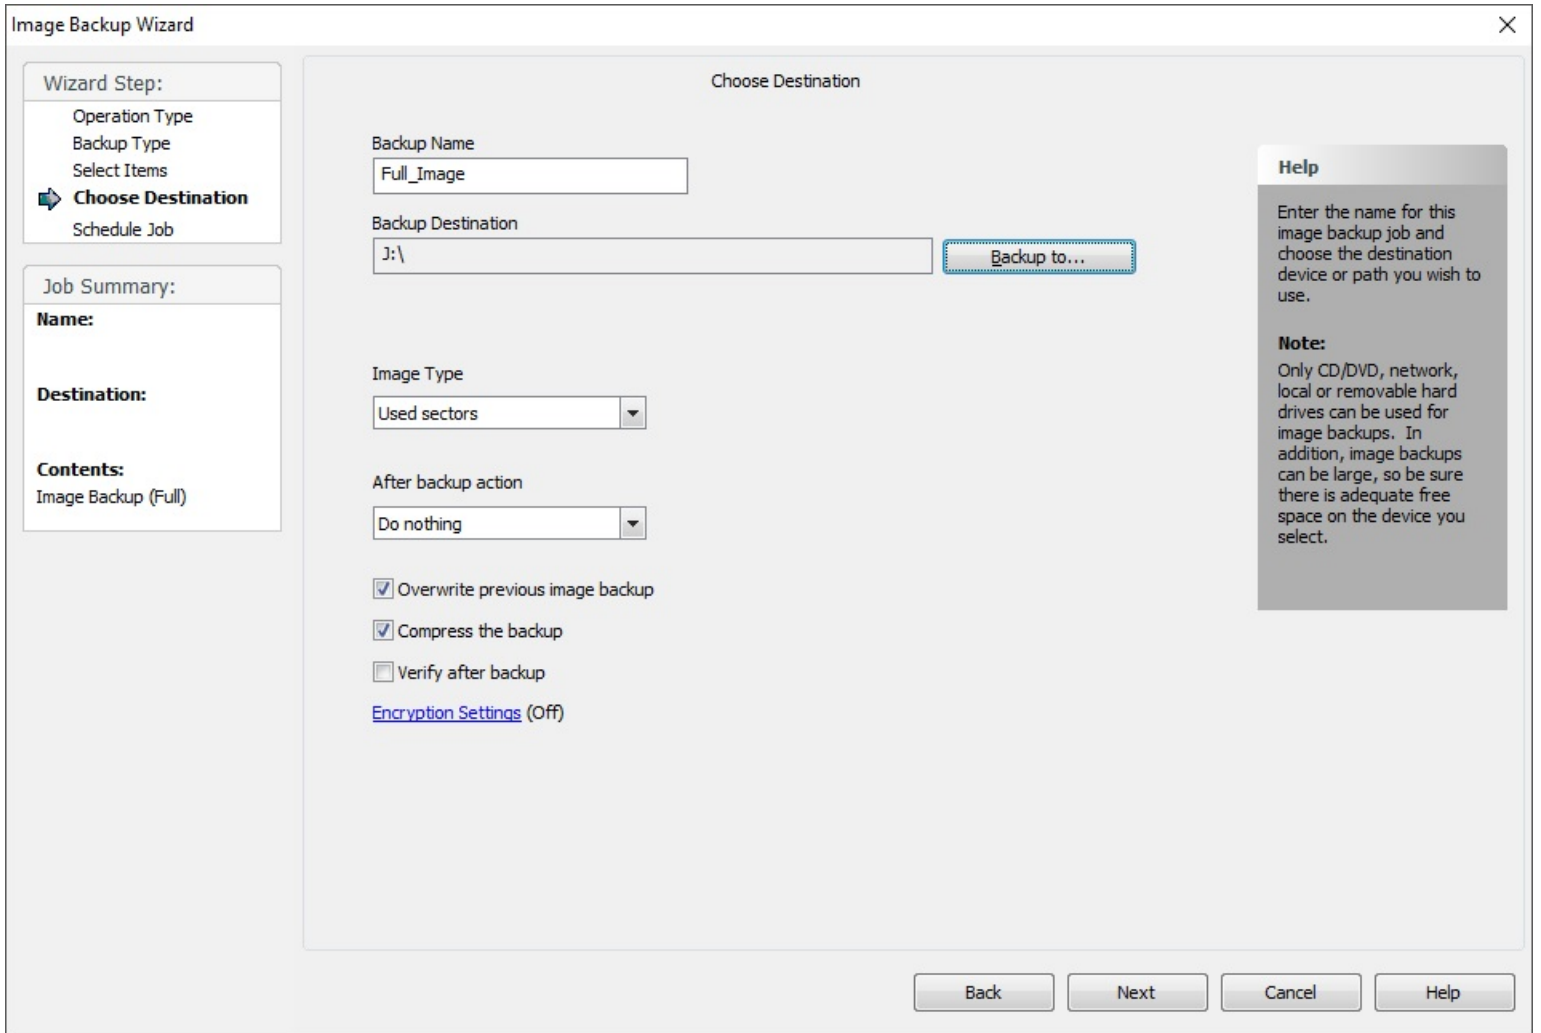 Image Backup Wizard
Wizard Step:
Operation Type
Backup Type
Select Items
Choose Destination
Schedule Job
Job Summary:
Name:
Destination:
Contents:
Image Backup (Full)
Choose Destination
Backup Name
Full_Image
Backup Destination
J:\
Backup to...
Image Type
Used sectors
After backup action
Do nothing
Overwrite previous image backup
Compress the backup
Verify after backup
Encryption Settings (Off)
Help
Enter the name for this
image backup job and
choose the destination
device or path you wish to
use.
Note:
Only CD/DVD, network,
local or removable hard
drives can be used for
image backups. In
addition, image backups
can be large, so be sure
there is adequate free
space on the device you
select.
Back
Next
Cancel
Help